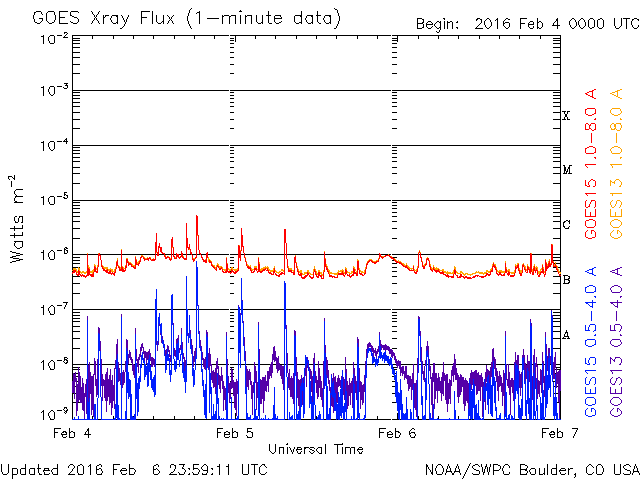 GOES Xray Flux (1-minute data)
Begin: 2016 Feb 4 0000 UTC
10-2
10-3
10-4
10-5
10-6
10-7
10-8
10-9
Watts m-2
X
M
C
B
A
GOES15 1.0-8.0 A
GOES13 1.0-8.0 A
GOES15 0.5-4.0 A
GOES13 0.5-4.0 A
Feb 4
Feb 5
Feb 6
Feb 7
Universal Time
Updated 2016 Feb 6 23:59:11 UTC
NOAA/SWPC Boulder, CO USA